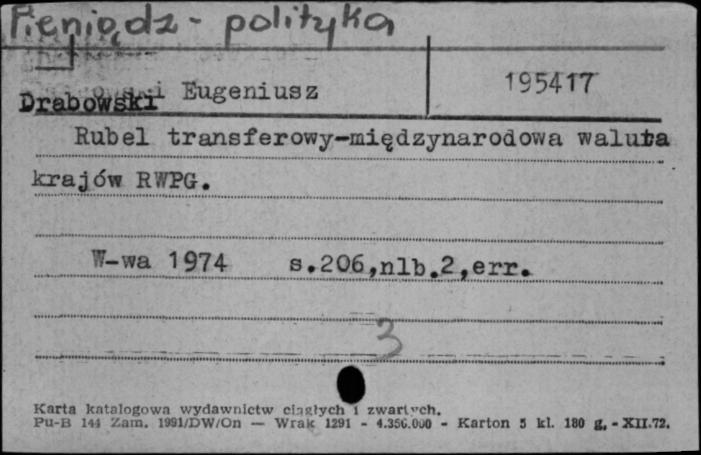 Pieniądz - polityka
Drabowski Eugeniusz 195417
Rubel transferowy-międzynarodowa waluta
krajów RWPG.
W-wa 1974 s.206,nlb.2,err.
3
Karta katalogowa wydawnictw ciągłych i zwartych.
Pu-B 144 Zam. 1991/DW/On — Wrak 1291 - 4.356.000 - Karton 5 kl. 180 g. - XII.72.